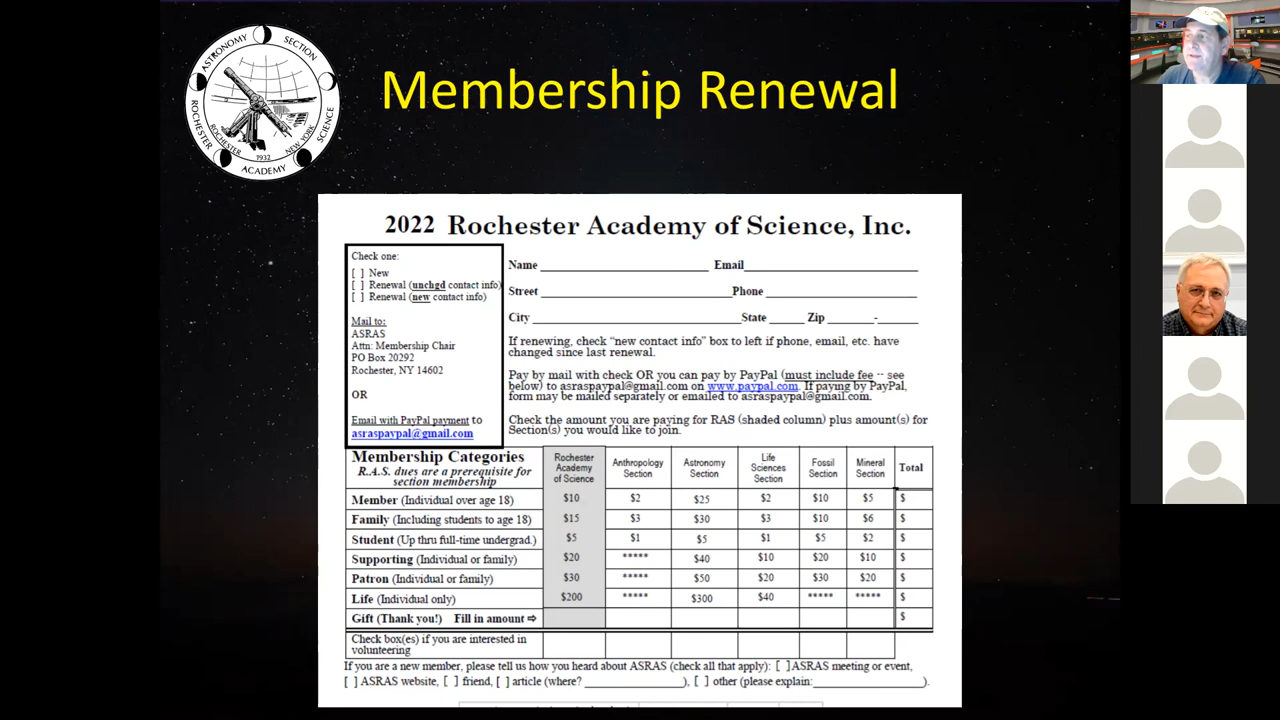 ASTRONOMY SECTION
ROCHESTER ACADEMY SCIENCE
ROCHESTER 1932 NEW YORK
Membership Renewal
2022 Rochester Academy of Science, Inc.
Check one:
[ ] New
[ ] Renewal (unchgd contact info)
[ ] Renewal (new contact info)
Mail to:
ASRAS
Attn: Membership Chair
PO Box 20292
Rochester, NY 14602
OR
Email with PayPal payment to
asraspaypal@gmail.com
Name ____ Email____
Street ____ Phone ____
City ____ State ____ Zip ____-____
If renewing, check “new contact info” box to left if phone, email, etc. have
changed since last renewal.
Pay by mail with check OR you can pay by PayPal (must include fee -- see
below) to asraspaypal@gmail.com on www.paypal.com. If paying by PayPal,
form may be mailed separately or emailed to asraspaypal@gmail.com.
Check the amount you are paying for RAS (shaded column) plus amount(s) for
Section(s) you would like to join.
Membership Categories
R.A.S. dues are a prerequisite for
section membership
Rochester
Academy
of Science
Anthropology
Section
Astronomy
Section
Life
Sciences
Section
Fossil
Section
Mineral
Section
Total
Member (Individual over age 18) $10 $2 $25 $2 $10 $5 $
Family (Including students to age 18) $15 $3 $30 $3 $10 $6 $
Student (Up thru full-time undergrad.) $5 $1 $5 $1 $5 $2 $
Supporting (Individual or family) $20 ***** $40 $10 $20 $10 $
Patron (Individual or family) $30 ***** $50 $20 $30 $20 $
Life (Individual only) $200 ***** $300 $40 ***** ***** $
Gift (Thank you!) Fill in amount ⇨ $
Check box(es) if you are interested in
volunteering
If you are a new member, please tell us how you heard about ASRAS (check all that apply): [ ] ASRAS meeting or event,
[ ] ASRAS website, [ ] friend, [ ] article (where? ____), [ ] other (please explain:____).